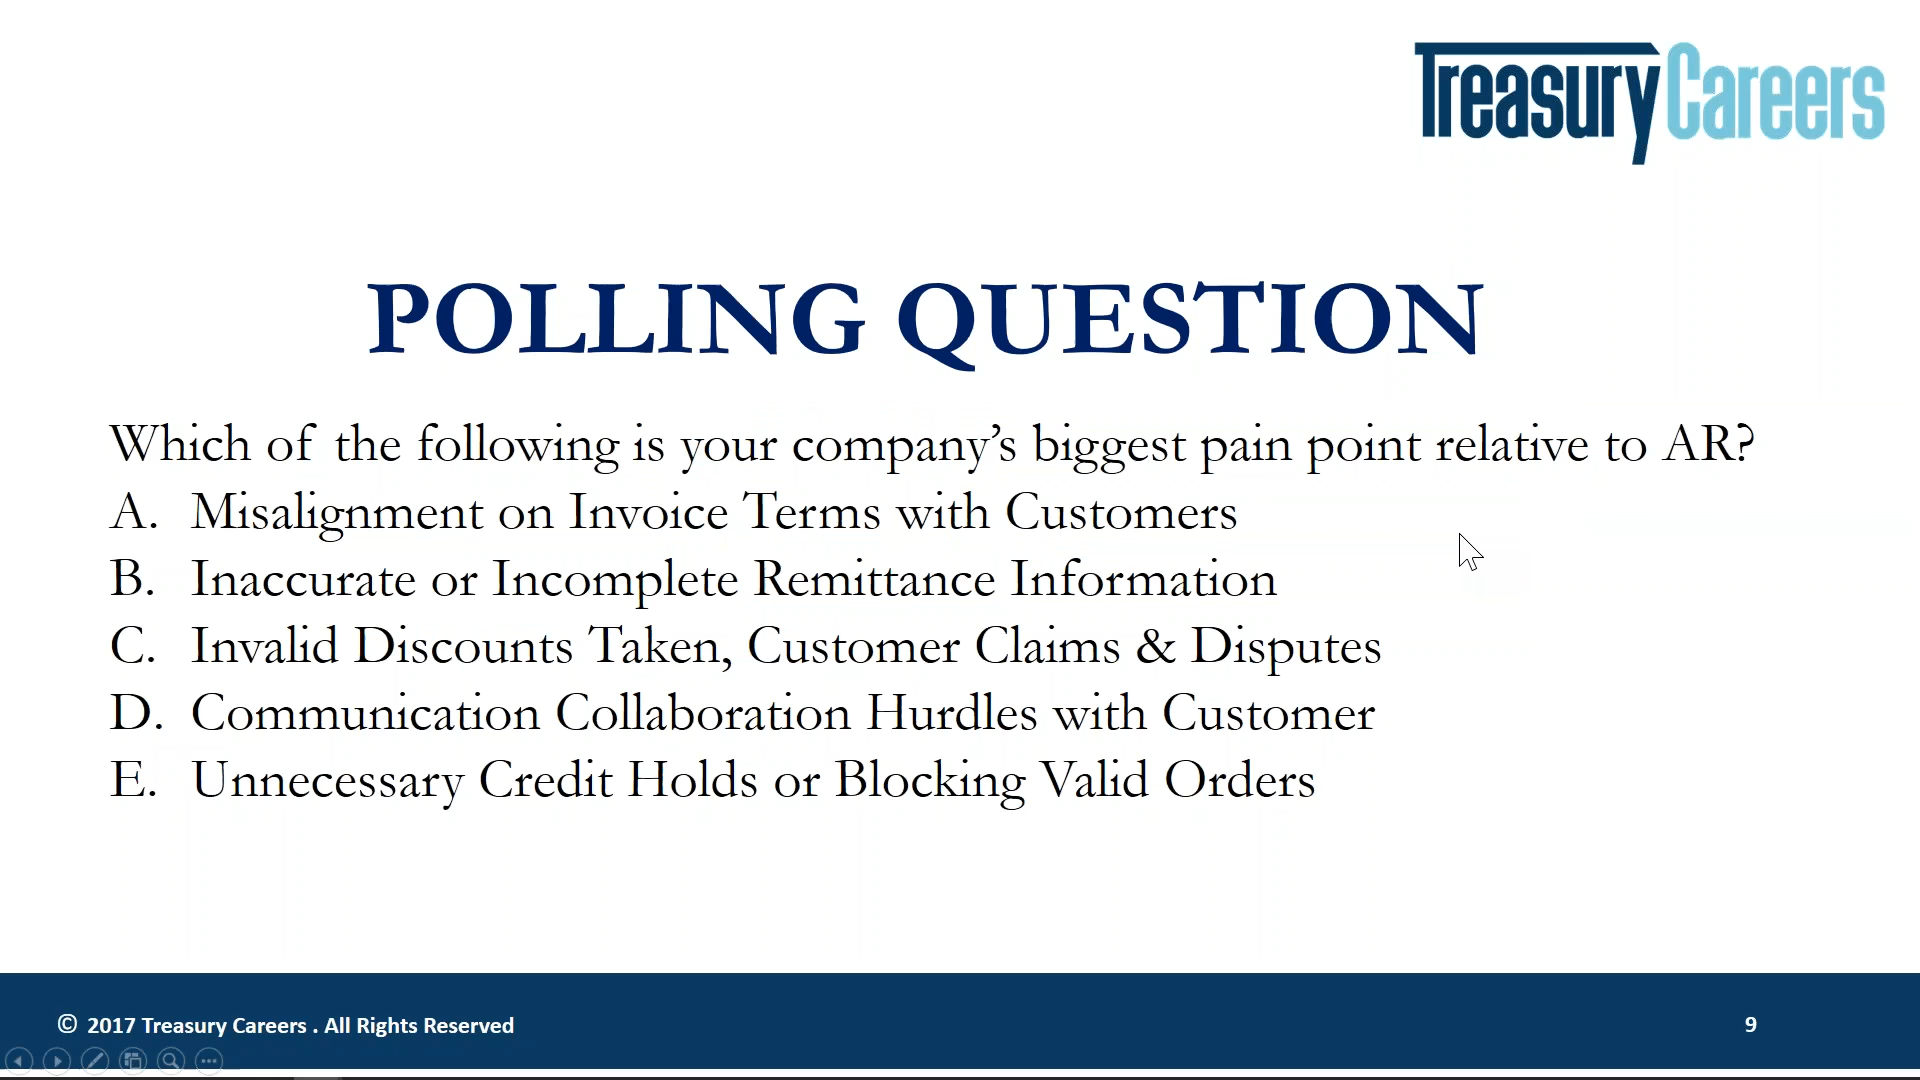 TreasuryCareers
POLLING QUESTION
Which of the following is your company’s biggest pain point relative to AR?
A. Misalignment on Invoice Terms with Customers
B. Inaccurate or Incomplete Remittance Information
C. Invalid Discounts Taken, Customer Claims & Disputes
D. Communication Collaboration Hurdles with Customer
E. Unnecessary Credit Holds or Blocking Valid Orders
© 2017 Treasury Careers . All Rights Reserved
9